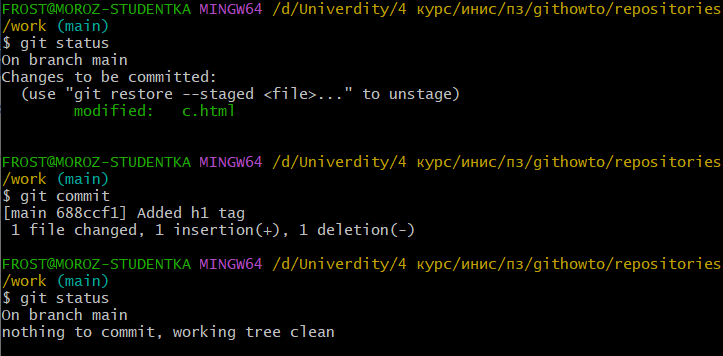 FROST@MOROZ-STUDENTKA MINGW64 /d/Univerdity/4 курс/инис/пз/githowto/repositories
/work (main)
$ git status
On branch main
Changes to be committed:
  (use "git restore --staged <file>..." to unstage)
        modified:   c.html
FROST@MOROZ-STUDENTKA MINGW64 /d/Univerdity/4 курс/инис/пз/githowto/repositories
/work (main)
$ git commit
[main 688ccf1] Added h1 tag
 1 file changed, 1 insertion(+), 1 deletion(-)
FROST@MOROZ-STUDENTKA MINGW64 /d/Univerdity/4 курс/инис/пз/githowto/repositories
/work (main)
$ git status
On branch main
nothing to commit, working tree clean